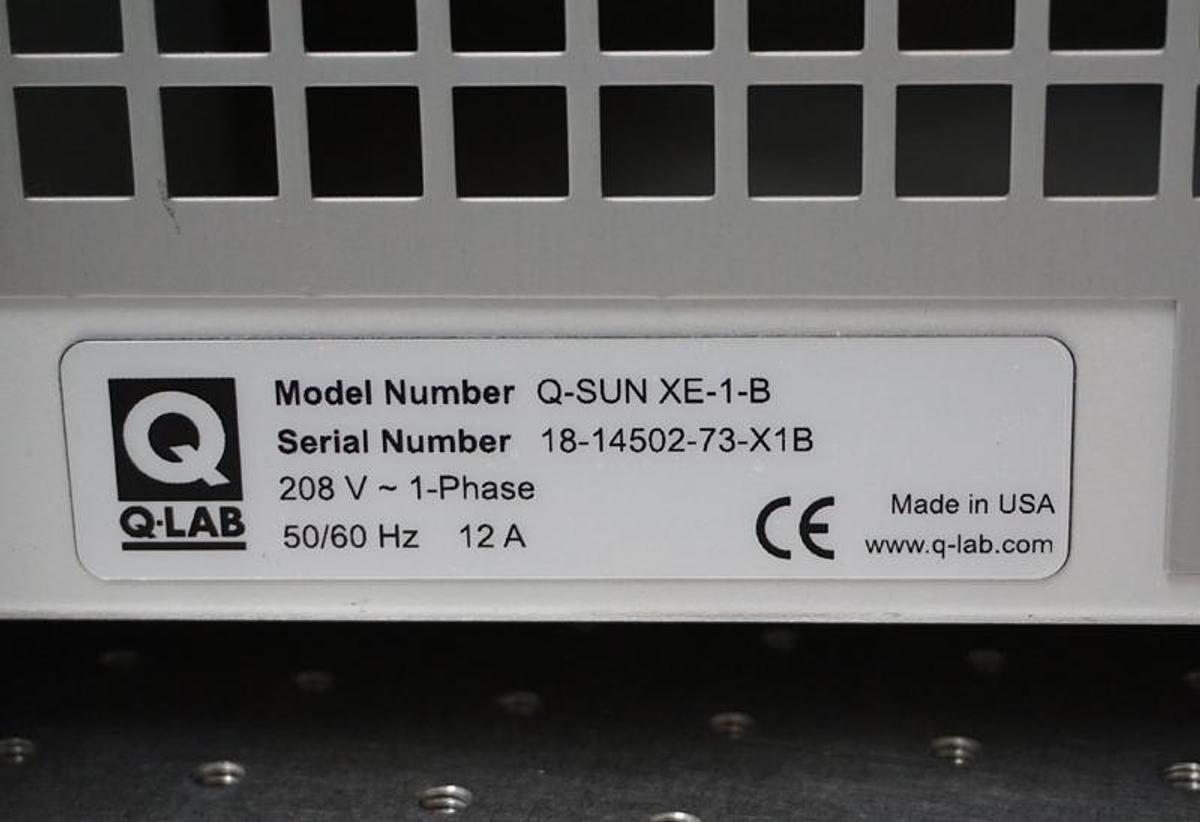 Model Number Q-SUN XE-1-B
Serial Number 18-14502-73-X1B
208 V ~ 1-Phase
50/60 Hz 12 A
Q
Q·LAB
CE
Made in USA
www.q-lab.com